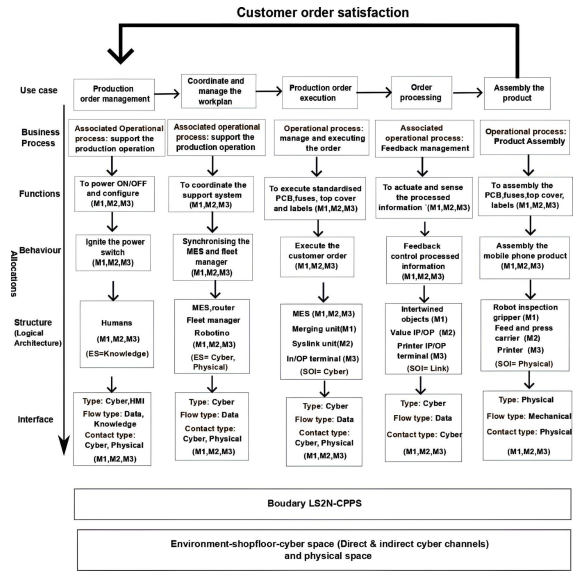 Customer order satisfaction
Use case
Production
order management
Coordinate and
manage the
workplan
Production order
execution
Order
processing
Assembly the
product
Business
Process
Associated Operational
process: support the
production operation
Associated Operational
process: support the
production operation
Operational process:
manage and executing
the order
Associated
operational process:
Feedback management
Operational process:
Product Assembly
Functions
To power ON/OFF
and configure
(M1,M2,M3)
To coordinate the
support system
(M1,M2,M3)
To execute standardised
PCB,fuses, top cover
and labels (M1,M2,M3)
To actuate and sense
the processed
information `(M1,M2,M3)
To assembly the
PCB,fuses,top cover,
labels (M1,M2,M3)
Allocations
Behaviour
Ignite the power
switch
(M1,M2,M3)
Synchronising the
MES and fleet
manager
(M1,M2,M3)
Execute the
customer order
(M1,M2,M3)
Feedback
control processed
information
(M1,M2,M3)
Assembly the
mobile phone product
(M1,M2,M3)
Structure
(Logical
Architecture)
Humans
(M1,M2,M3)
(ES=Knowledge)
MES,router
Fleet manager
Robotino
(M1,M2,M3)
(ES= Cyber,
Physical)
MES (M1,M2,M3)
Merging unit(M1)
Syslink unit(M2)
In/OP terminal (M3)
(SOI= Cyber)
Intertwined
objects (M1)
Value IP/OP (M2)
Printer IP/OP
terminal (M3)
(SOI= Link)
Robot inspection
gripper (M1)
Feed and press
carrier (M2)
Printer (M3)
(SOI= Physical)
Interface
Type: Cyber,HMI
Flow type: Data,
Knowledge
Contact type:
Cyber, Physical
(M1,M2,M3)
Type: Cyber
Flow type: Data
Contact type:
Cyber, Physical
(M1,M2,M3)
Type: Cyber
Flow type: Data
Contact type:
Cyber, Physical
(M1,M2,M3)
Type: Cyber
Flow type: Data
Contact type: Cyber
(M1,M2,M3)
Type: Physical
Flow type: Mechanical
Contact type: Physical
(M1,M2,M3)
Boudary LS2N-CPPS
Environment-shopfloor-cyber space (Direct & indirect cyber channels)
and physical space